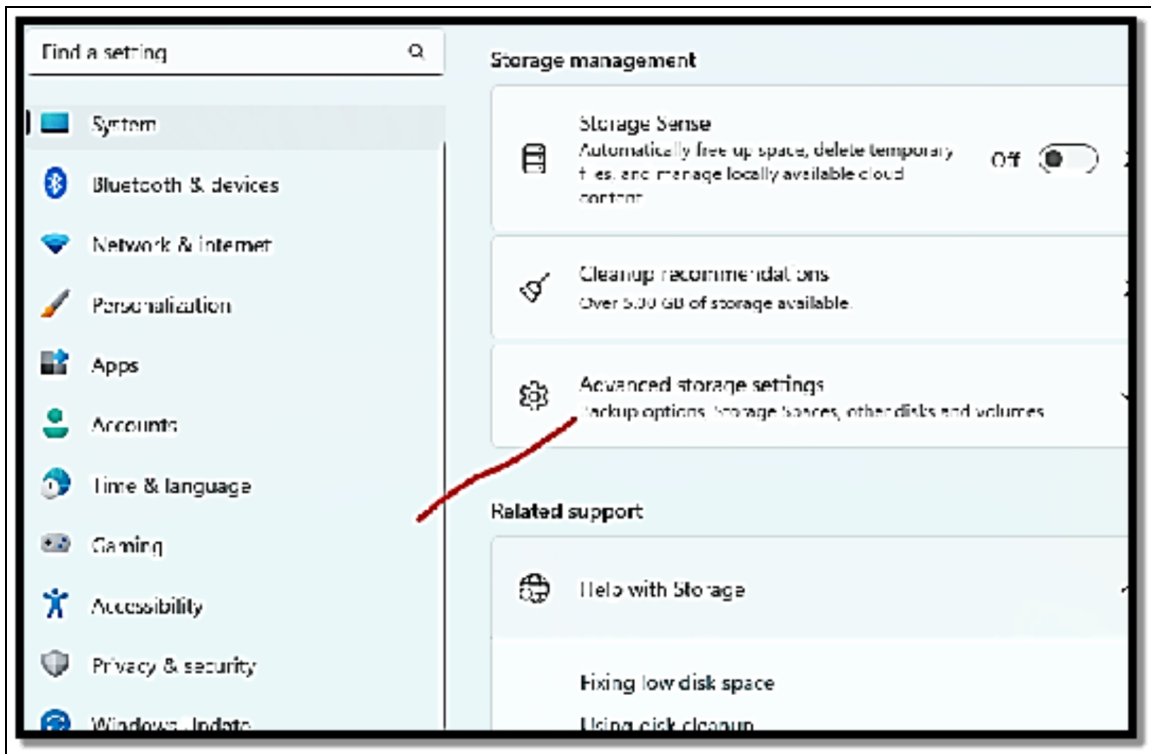 Find a setting
System
Bluetooth & devices
Network & internet
Personalization
Apps
Accounts
Time & language
Gaming
Accessibility
Privacy & security
Windows Update
Storage management
Storage Sense
Automatically free up space, delete temporary
files, and manage locally available cloud
content
Off
Cleanup recommendations
Over 5.00 GB of storage available.
Advanced storage settings
Backup options, Storage Spaces, other disks and volumes
Related support
Help with Storage
Fixing low disk space
Using disk cleanup